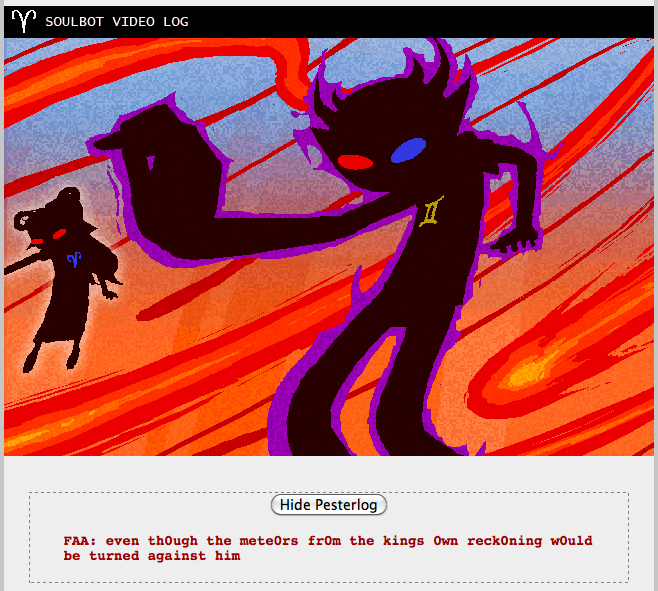 ♈ SOULBOT VIDEO LOG
♊
♈
Hide Pesterlog
FAA: even th0ugh the mete0rs fr0m the kings 0wn reck0ning w0uld
be turned against him